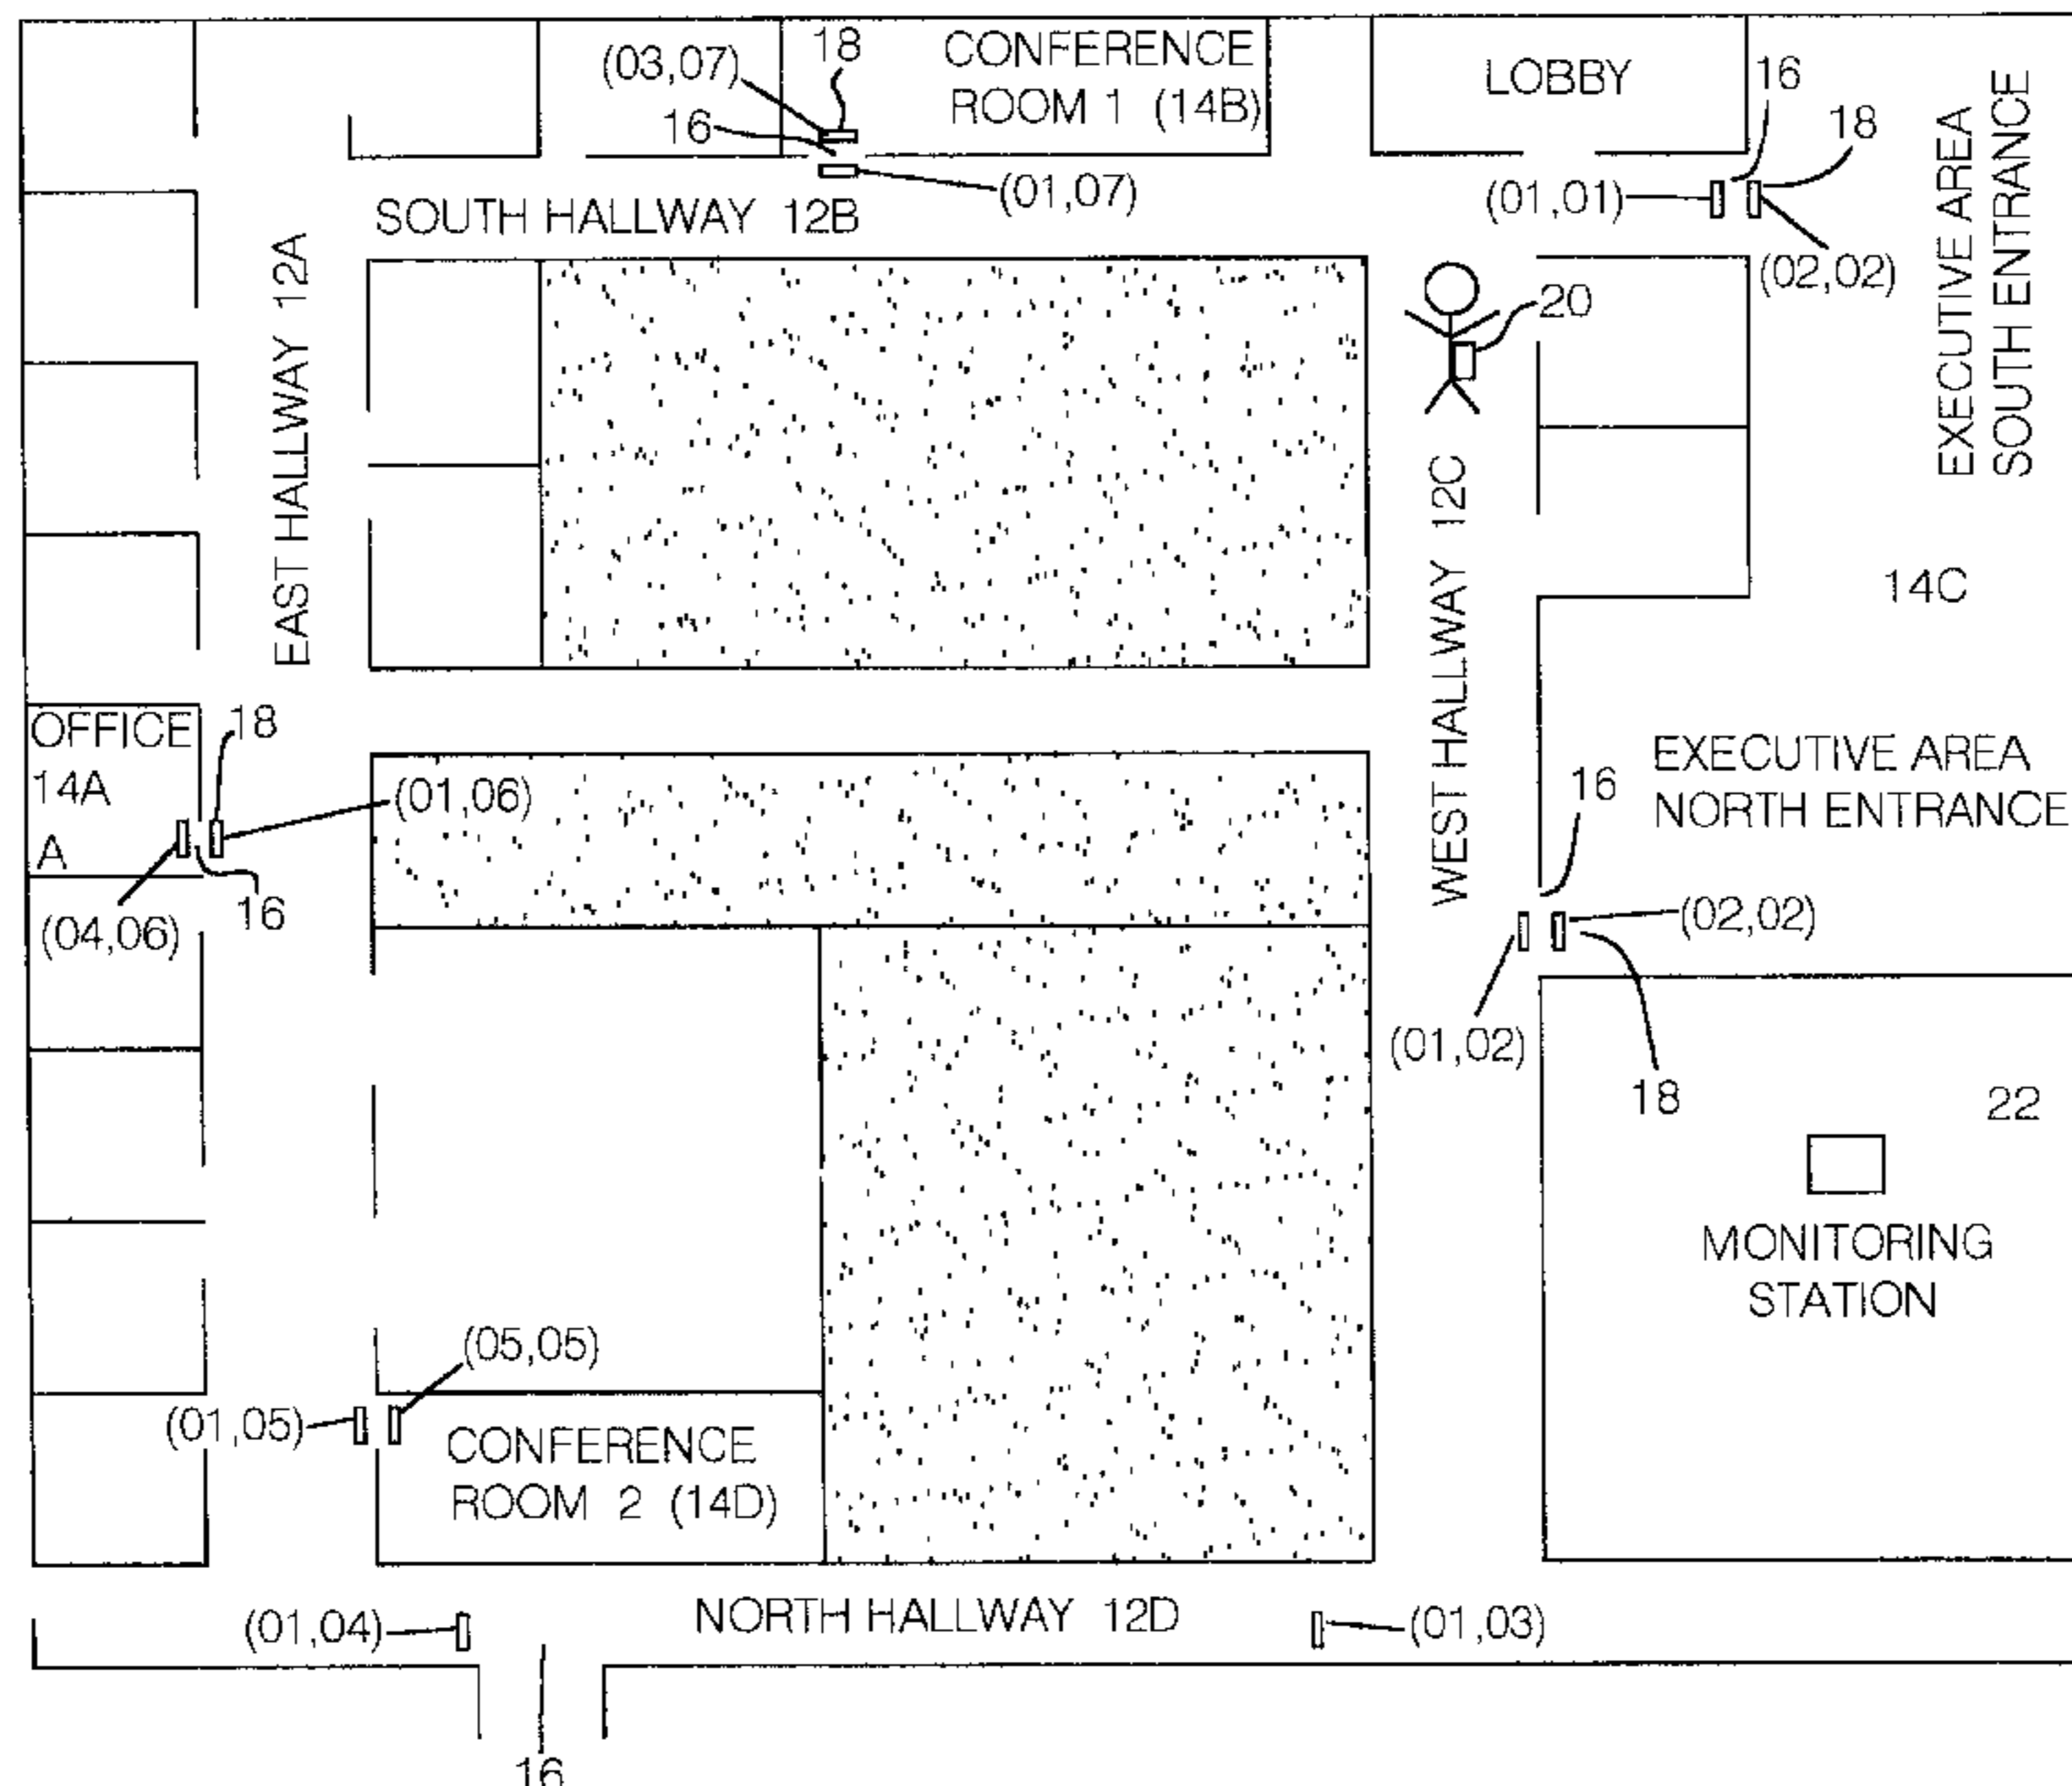 18
CONFERENCE
ROOM 1 (14B)
(03,07)
16
LOBBY
16
18
EXECUTIVE AREA
SOUTH ENTRANCE
(01,07)
(01,01)
(02,02)
SOUTH HALLWAY 12B
EAST HALLWAY 12A
20
WEST HALLWAY 12C
14C
OFFICE
14A
A
18
(01,06)
16
(04,06)
EXECUTIVE AREA
NORTH ENTRANCE
16
(02,02)
(01,02)
18
22
MONITORING
STATION
(05,05)
(01,05)
CONFERENCE
ROOM 2 (14D)
(01,04)
NORTH HALLWAY 12D
(01,03)
16